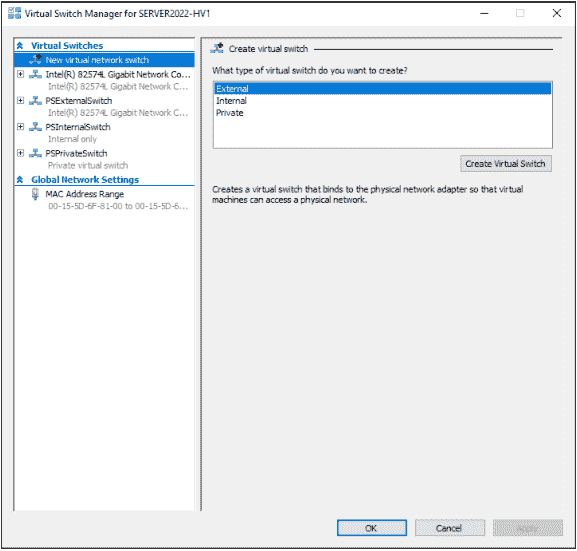 Virtual Switch Manager for SERVER2022-HV1
Virtual Switches
New virtual network switch
Intel(R) 82574L Gigabit Network Co...
Intel(R) 82574L Gigabit Network C...
PSExternalSwitch
Intel(R) 82574L Gigabit Network C...
PSInternalSwitch
Internal only
PSPrivateSwitch
Private virtual switch
Global Network Settings
MAC Address Range
00-15-5D-6F-81-00 to 00-15-5D-6...
Create virtual switch
What type of virtual switch do you want to create?
External
Internal
Private
Create Virtual Switch
Creates a virtual switch that binds to the physical network adapter so that virtual
machines can access a physical network.
OK
Cancel
Apply